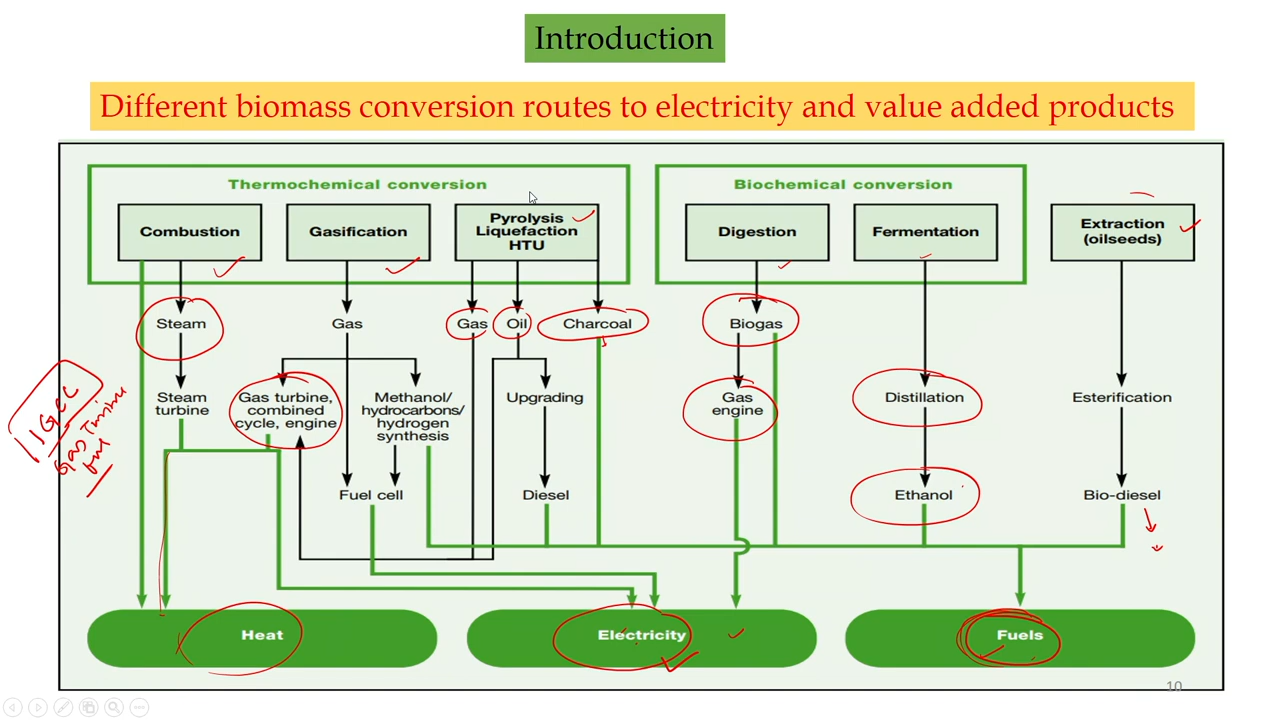 Introduction
Different biomass conversion routes to electricity and value added products
Thermochemical conversion
Biochemical conversion
Combustion
Gasification
Pyrolysis
Liquefaction
HTU
Digestion
Fermentation
Extraction
(oilseeds)
Steam
Gas
Gas
Oil
Charcoal
Biogas
Steam
turbine
Gas turbine,
combined
cycle, engine
Methanol/
hydrocarbons/
hydrogen
synthesis
Upgrading
Gas
engine
Distillation
Esterification
IGCC
Gas Turbine
Fuel cell
Diesel
Ethanol
Bio-diesel
Heat
Electricity
Fuels
10